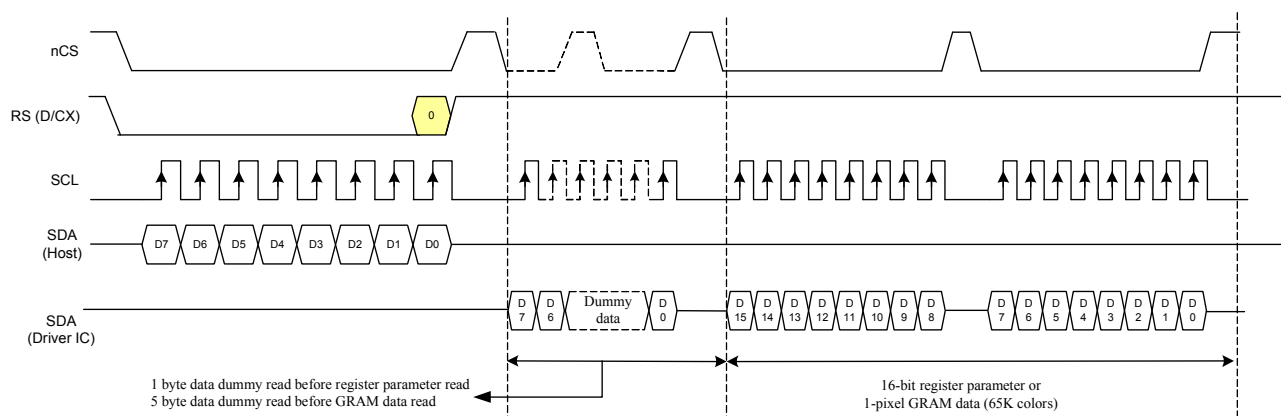 nCS
RS (D/CX)
0
SCL
SDA
(Host)
D7 D6 D5 D4 D3 D2 D1 D0
SDA
(Driver IC)
D
7
D
6
Dummy
data
D
0
D
15
D
14
D
13
D
12
D
11
D
10
D
9
D
8
D
7
D
6
D
5
D
4
D
3
D
2
D
1
D
0
1 byte data dummy read before register parameter read
5 byte data dummy read before GRAM data read
16-bit register parameter or
1-pixel GRAM data (65K colors)